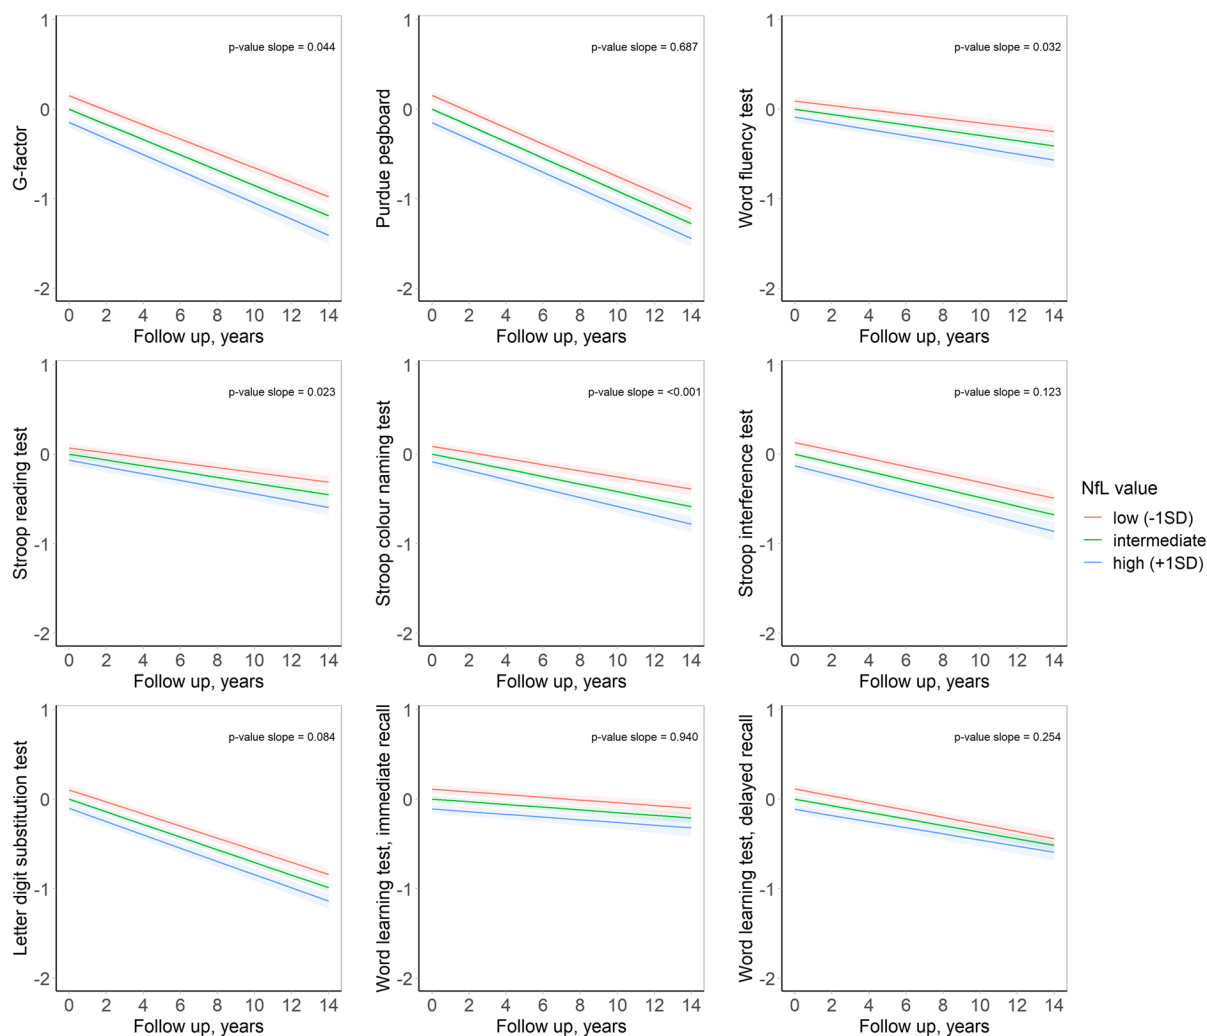 G-factor
1
0
-1
-2
p-value slope = 0.044
0 2 4 6 8 10 12 14
Follow up, years
Purdue pegboard
1
0
-1
-2
p-value slope = 0.687
0 2 4 6 8 10 12 14
Follow up, years
Word fluency test
1
0
-1
-2
p-value slope = 0.032
0 2 4 6 8 10 12 14
Follow up, years
Stroop reading test
1
0
-1
-2
p-value slope = 0.023
0 2 4 6 8 10 12 14
Follow up, years
Stroop colour naming test
1
0
-1
-2
p-value slope = <0.001
0 2 4 6 8 10 12 14
Follow up, years
Stroop interference test
1
0
-1
-2
p-value slope = 0.123
0 2 4 6 8 10 12 14
Follow up, years
NfL value
low (-1SD)
intermediate
high (+1SD)
Letter digit substitution test
1
0
-1
-2
p-value slope = 0.084
0 2 4 6 8 10 12 14
Follow up, years
Word learning test, immediate recall
1
0
-1
-2
p-value slope = 0.940
0 2 4 6 8 10 12 14
Follow up, years
Word learning test, delayed recall
1
0
-1
-2
p-value slope = 0.254
0 2 4 6 8 10 12 14
Follow up, years